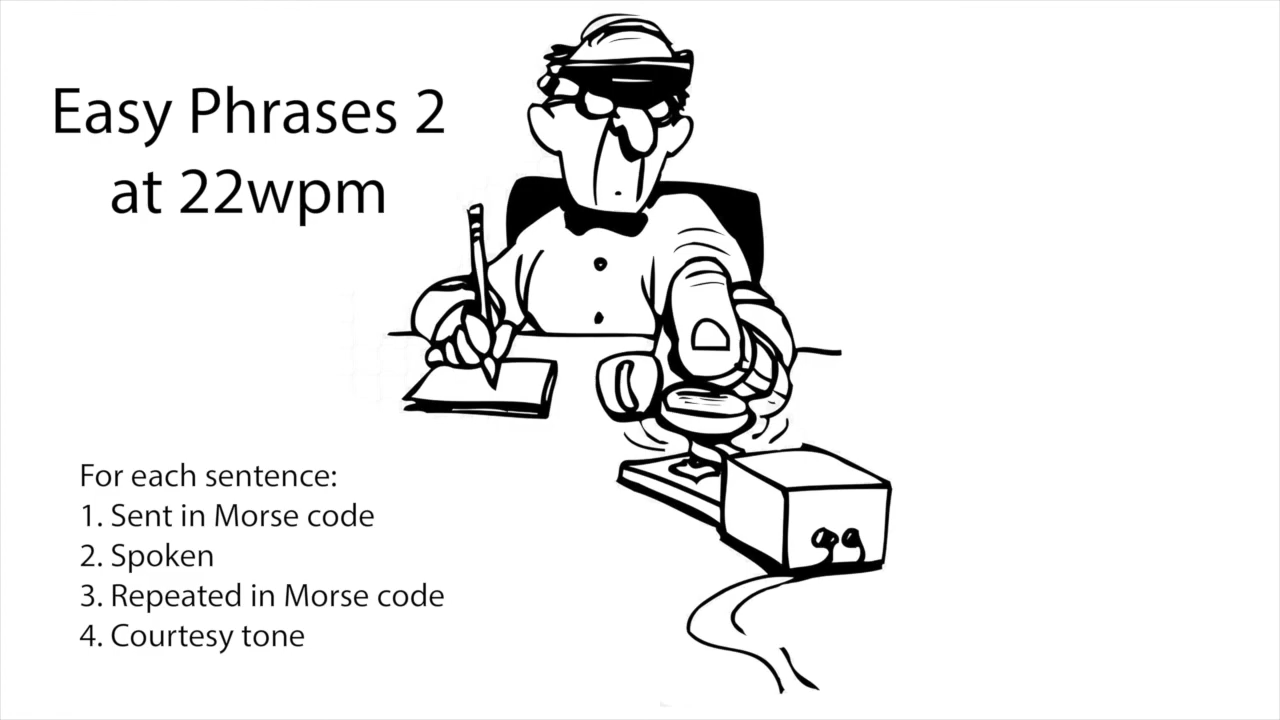 Easy Phrases 2
at 22wpm
For each sentence:
1. Sent in Morse code
2. Spoken
3. Repeated in Morse code
4. Courtesy tone